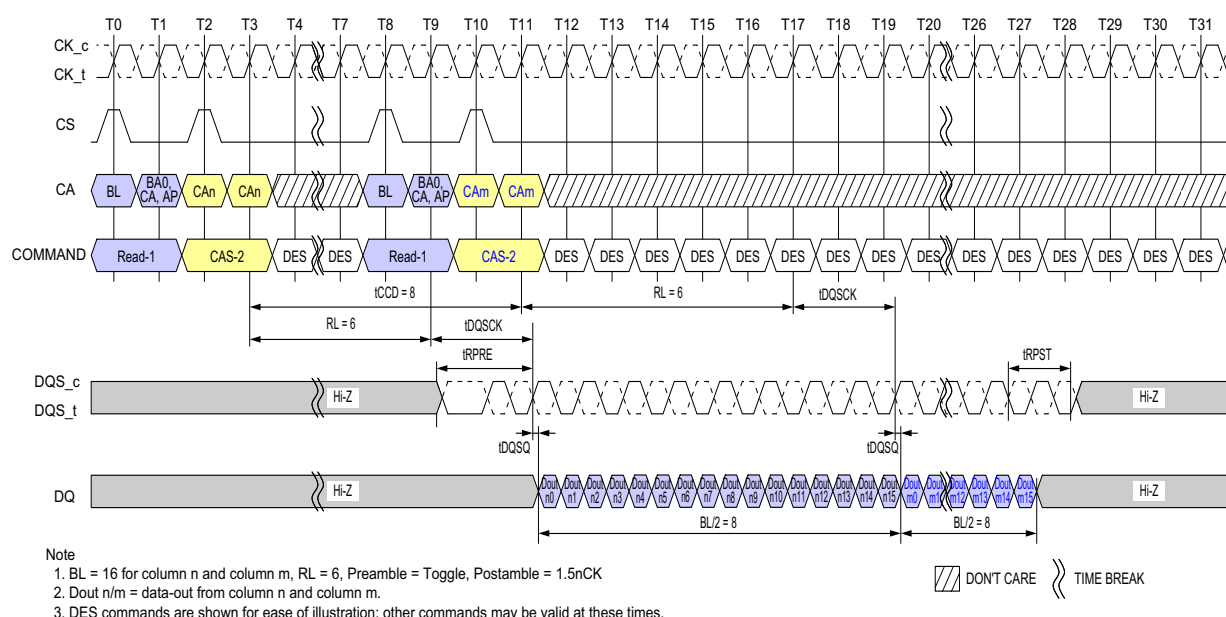 T0 T1 T2 T3 T4 T7 T8 T9 T10 T11 T12 T13 T14 T15 T16 T17 T18 T19 T20 T26 T27 T28 T29 T30 T31
CK_c
CK_t
CS
CA BL BA0, CA, AP CAn CAn BL BA0, CA, AP CAm CAm
COMMAND Read-1 CAS-2 DES DES Read-1 CAS-2 DES DES DES DES DES DES DES DES DES DES DES DES DES DES DES
tCCD = 8 RL = 6 tDQSCK
RL = 6 tDQSCK
tRPRE tRPST
DQS_c
DQS_t
Hi-Z Hi-Z
tDQSQ tDQSQ
DQ Hi-Z Dout n0 Dout n1 Dout n2 Dout n3 Dout n4 Dout n5 Dout n6 Dout n7 Dout n8 Dout n9 Dout n10 Dout n11 Dout n12 Dout n13 Dout n14 Dout n15 Dout m0 Dout m1 Dout m12 Dout m13 Dout m14 Dout m15 Hi-Z
BL/2 = 8 BL/2 = 8
Note
1. BL = 16 for column n and column m, RL = 6, Preamble = Toggle, Postamble = 1.5nCK
2. Dout n/m = data-out from column n and column m.
3. DES commands are shown for ease of illustration; other commands may be valid at these times.
DON'T CARE TIME BREAK